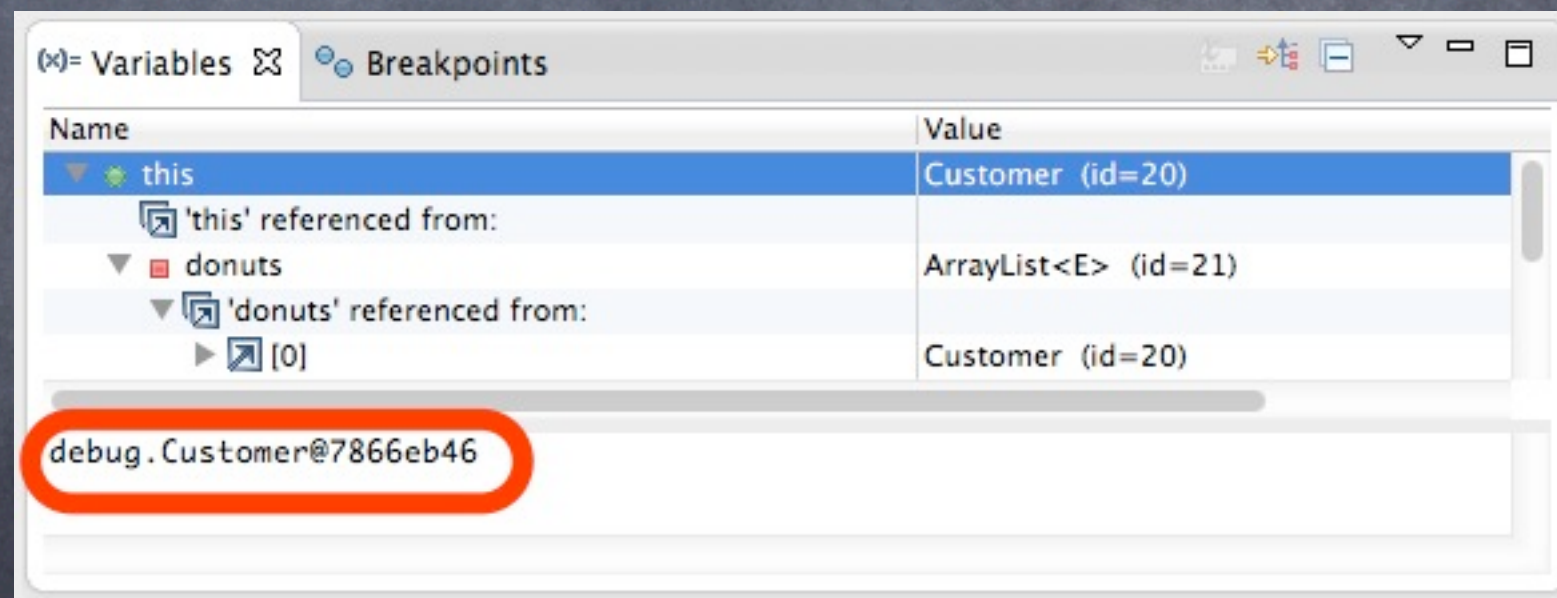 (x)= Variables Breakpoints
Name Value
this Customer (id=20)
'this' referenced from:
donuts ArrayList<E> (id=21)
'donuts' referenced from:
[0] Customer (id=20)
debug.Customer@7866eb46